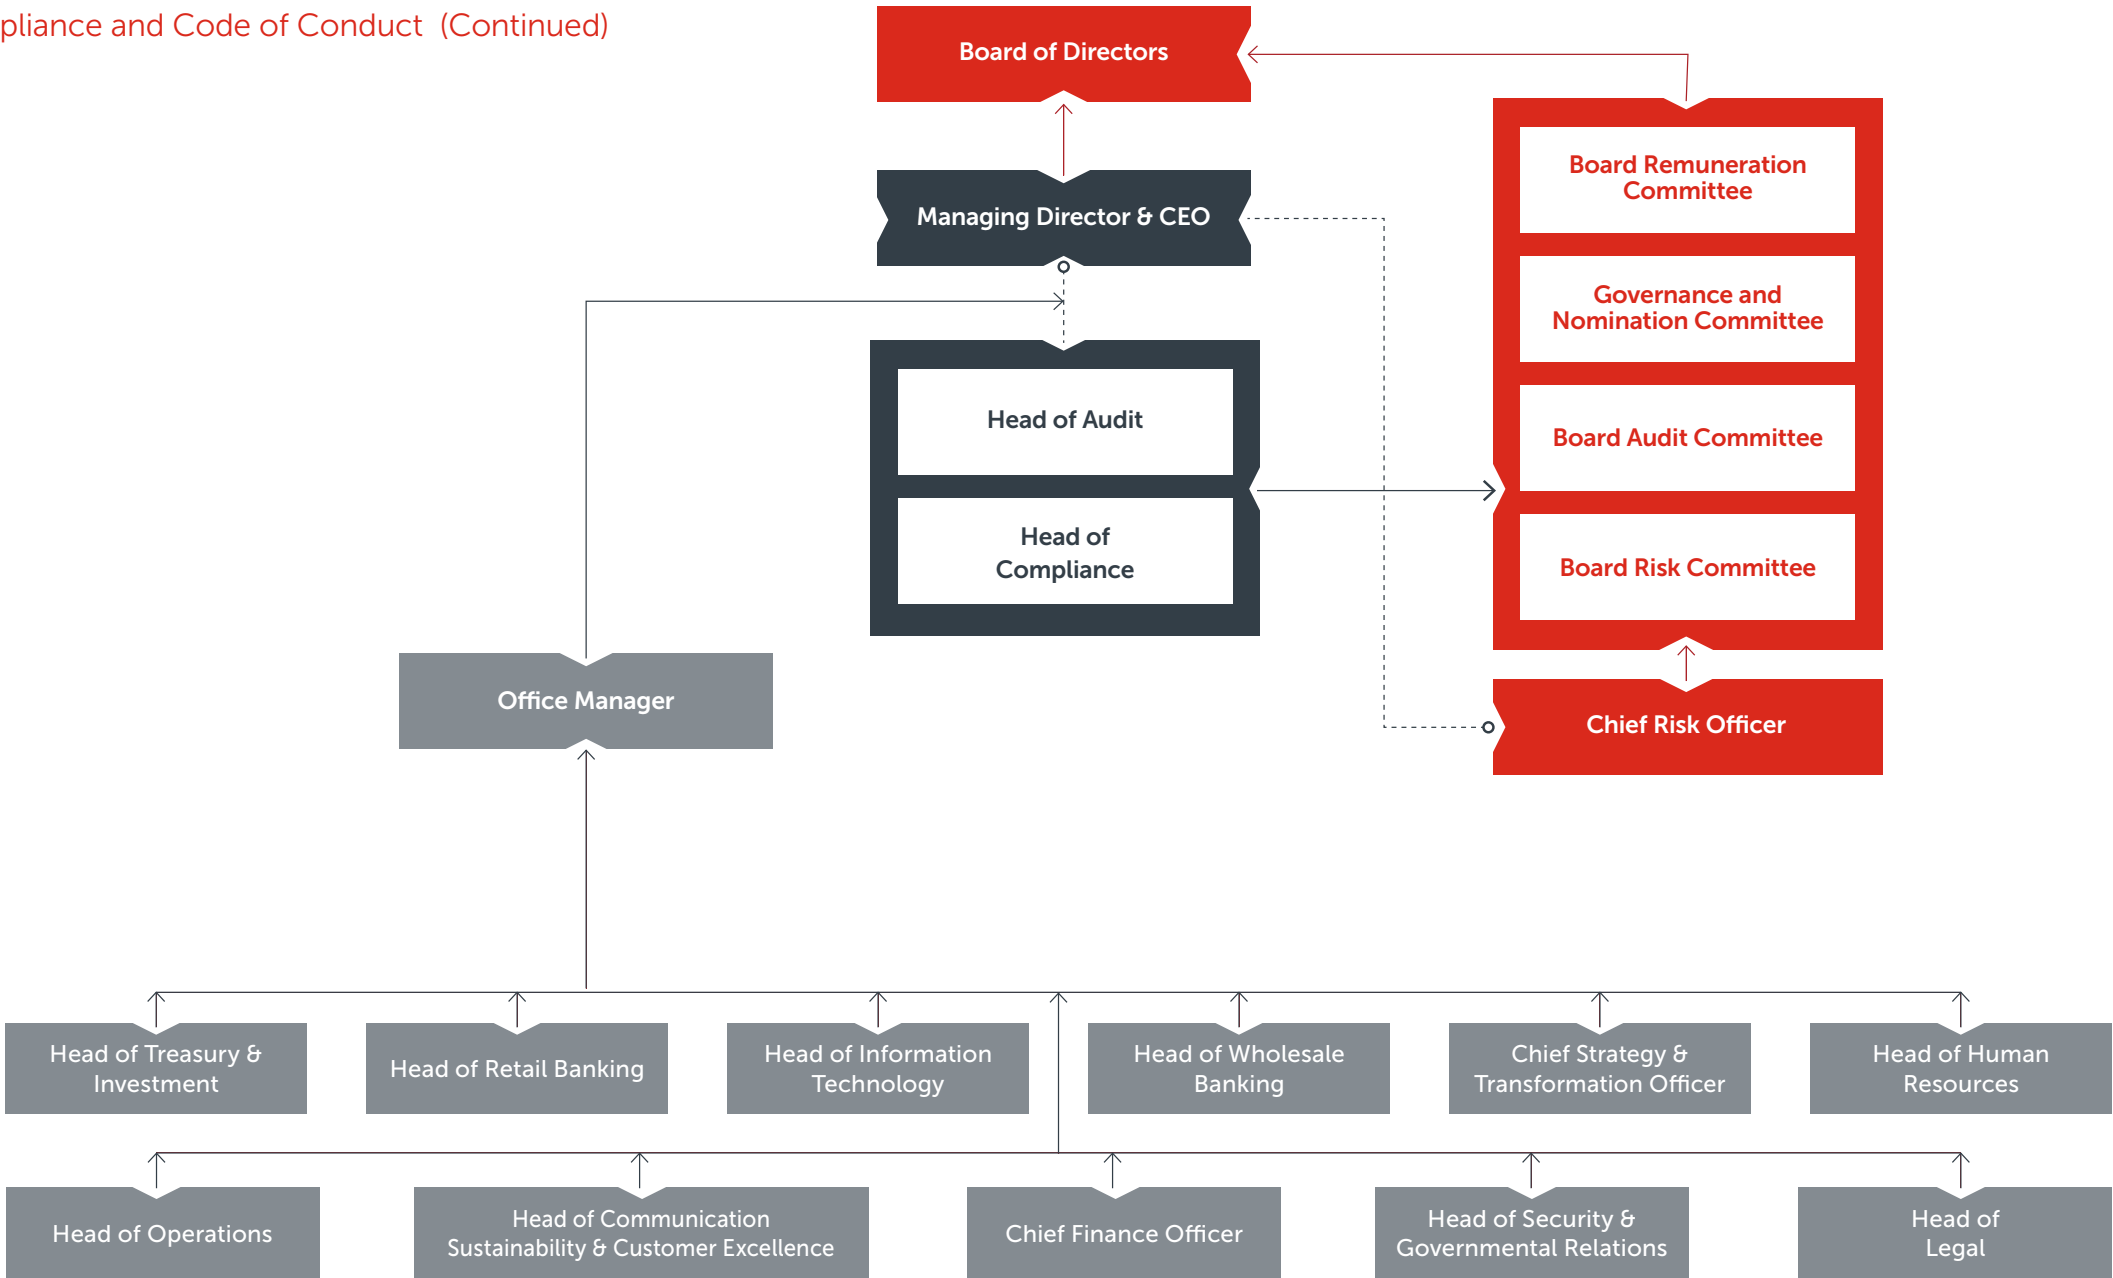 pliance and Code of Conduct (Continued)
Board of Directors
Managing Director & CEO
Board Remuneration
Committee
Governance and
Nomination Committee
Board Audit Committee
Board Risk Committee
Head of Audit
Head of
Compliance
Office Manager
Chief Risk Officer
Head of Treasury &
Investment
Head of Retail Banking
Head of Information
Technology
Head of Wholesale
Banking
Chief Strategy &
Transformation Officer
Head of Human
Resources
Head of Operations
Head of Communication
Sustainability & Customer Excellence
Chief Finance Officer
Head of Security &
Governmental Relations
Head of
Legal